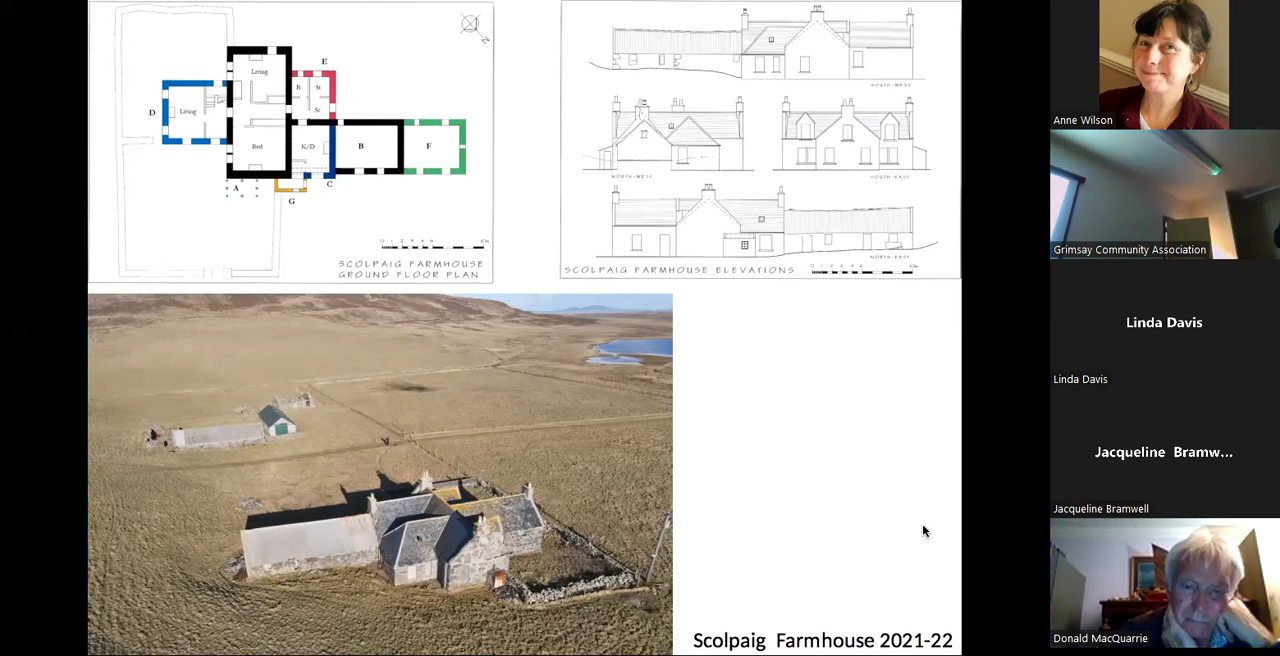 N
E
D
Living
B
St
Sc
Living
Bed
K/D
B
F
A
C
G
SCOLPAIG FARMHOUSE
GROUND FLOOR PLAN
NORTH-WEST
NORTH-WEST
SOUTH-EAST
NORTH-EAST
SCOLPAIG FARMHOUSE ELEVATIONS
Scolpaig Farmhouse 2021-22
Anne Wilson
Grimsay Community Association
Linda Davis
Linda Davis
Jacqueline Bramw...
Jacqueline Bramwell
Donald MacQuarrie